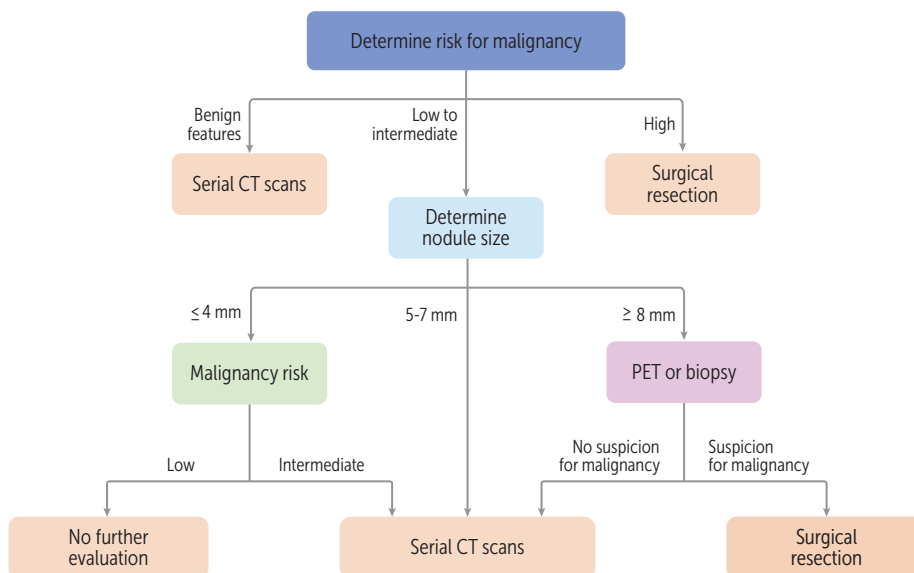 Determine risk for malignancy
Benign
features
Low to
intermediate
High
Serial CT scans
Surgical
resection
Determine
nodule size
≤ 4 mm
5-7 mm
≥ 8 mm
Malignancy risk
PET or biopsy
Low
Intermediate
No suspicion
for malignancy
Suspicion
for malignancy
No further
evaluation
Serial CT scans
Surgical
resection